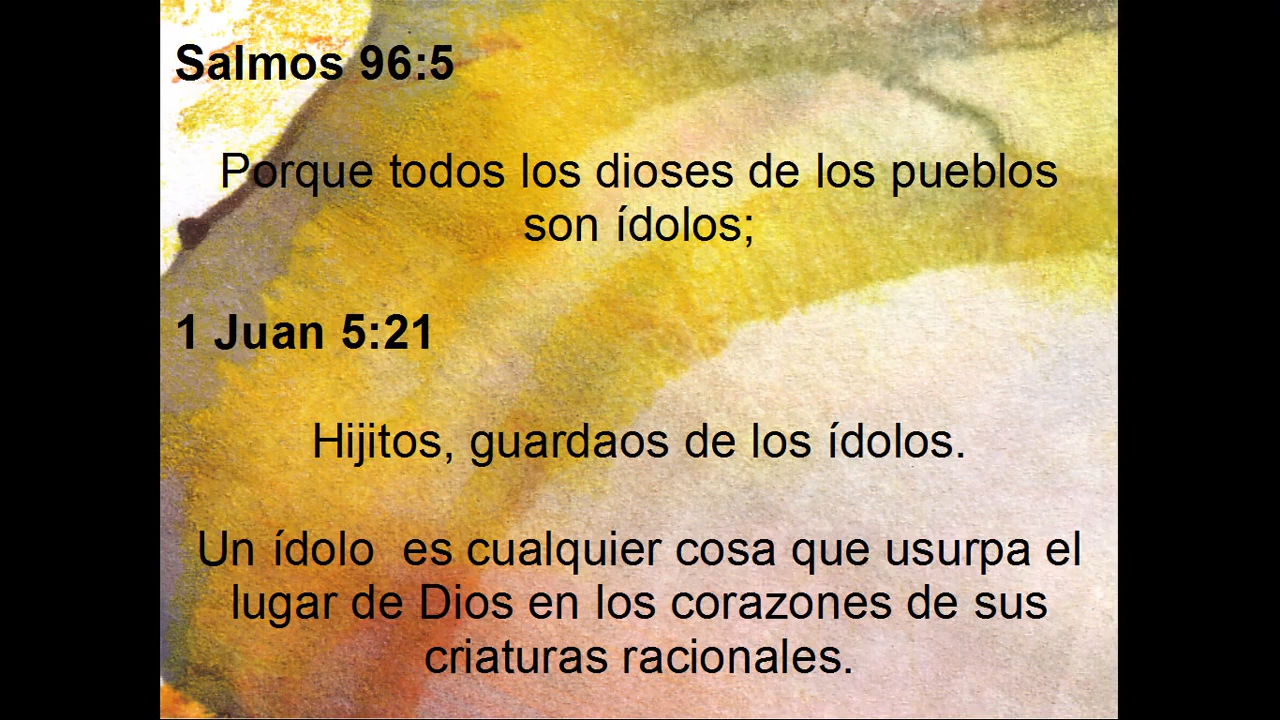 Salmos 96:5
Porque todos los dioses de los pueblos
son ídolos;
1 Juan 5:21
Hijitos, guardaos de los ídolos.
Un ídolo  es cualquier cosa que usurpa el
lugar de Dios en los corazones de sus
criaturas racionales.